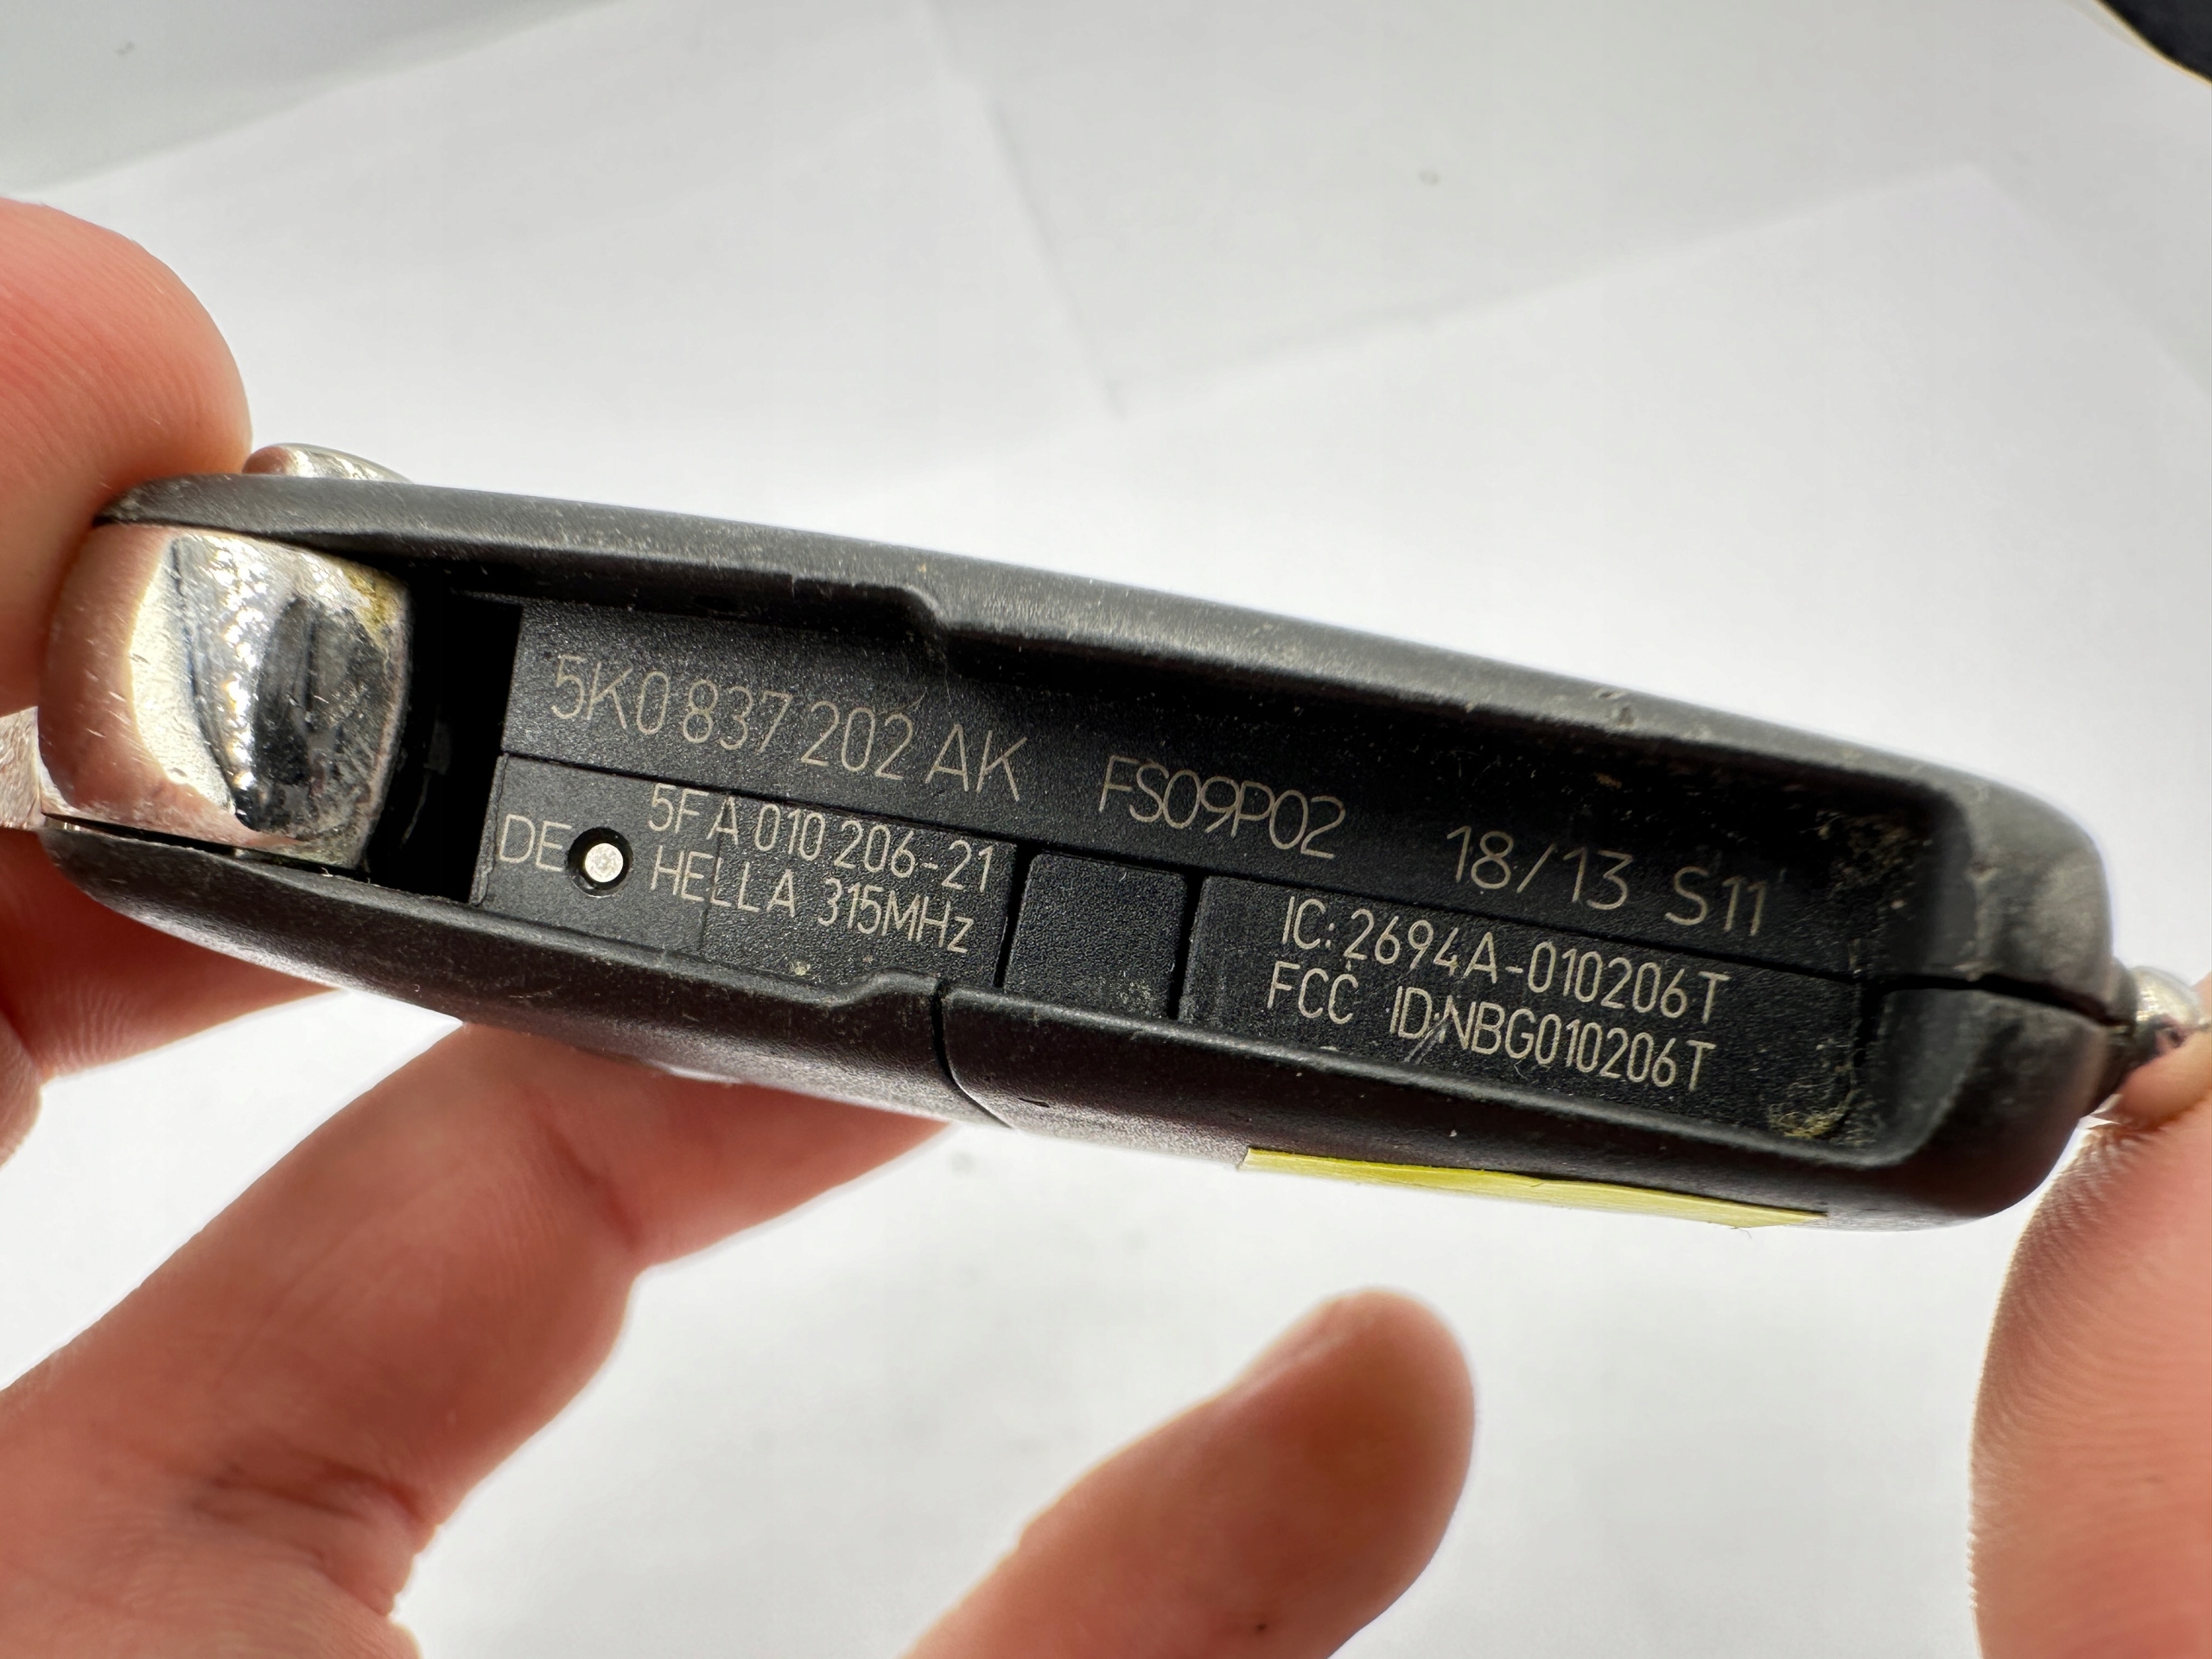 5K0 837 202 AK FS09P02 18/13 S11
DE
5FA 010 206-21
HELLA 315MHz
IC: 2694A-010206T
FCC ID:NBG010206T